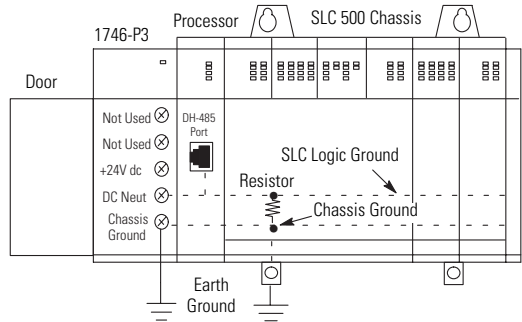 Processor
SLC 500 Chassis
1746-P3
Door
Not Used
Not Used
+24V dc
DC Neut
Chassis
Ground
DH-485
Port
SLC Logic Ground
Resistor
Chassis Ground
Earth
Ground